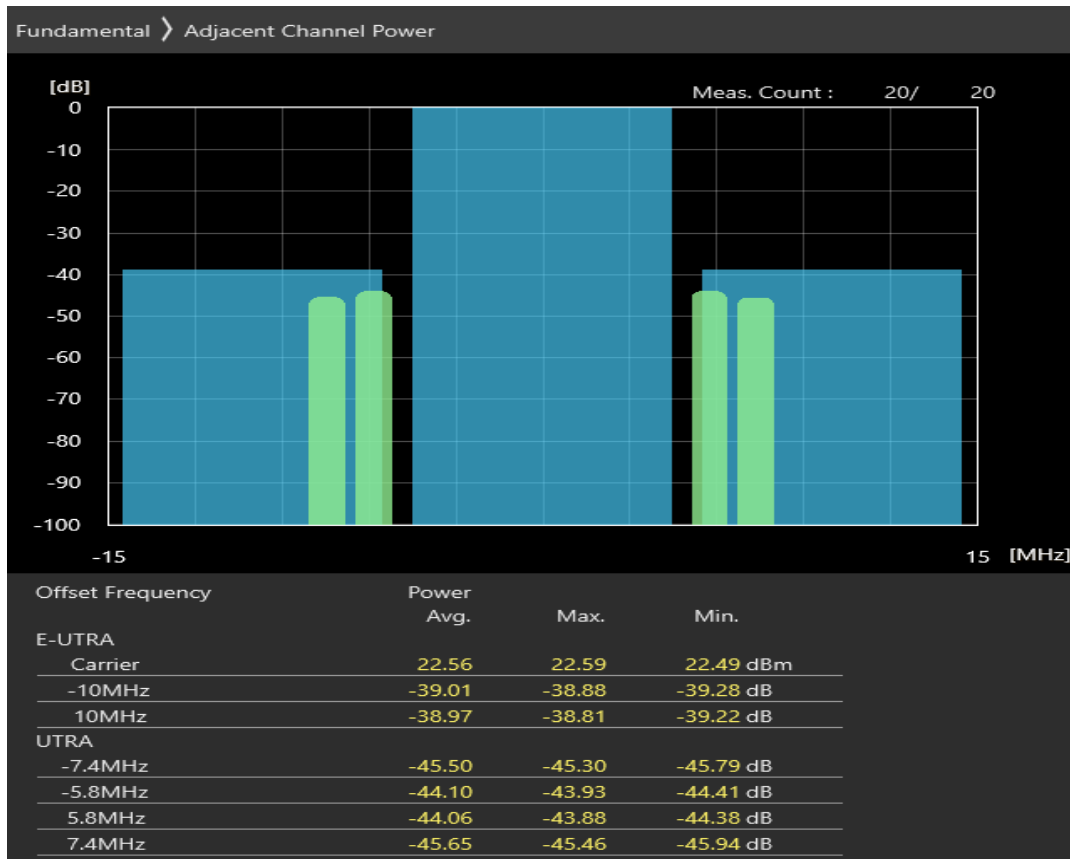 Fundamental 〉 Adjacent Channel Power
[dB]
Meas. Count : 20/ 20
0
-10
-20
-30
-40
-50
-60
-70
-80
-90
-100
-15 15 [MHz]
Offset Frequency Power
Avg. Max. Min.
E-UTRA
Carrier 22.56 22.59 22.49 dBm
-10MHz -39.01 -38.88 -39.28 dB
10MHz -38.97 -38.81 -39.22 dB
UTRA
-7.4MHz -45.50 -45.30 -45.79 dB
-5.8MHz -44.10 -43.93 -44.41 dB
5.8MHz -44.06 -43.88 -44.38 dB
7.4MHz -45.65 -45.46 -45.94 dB